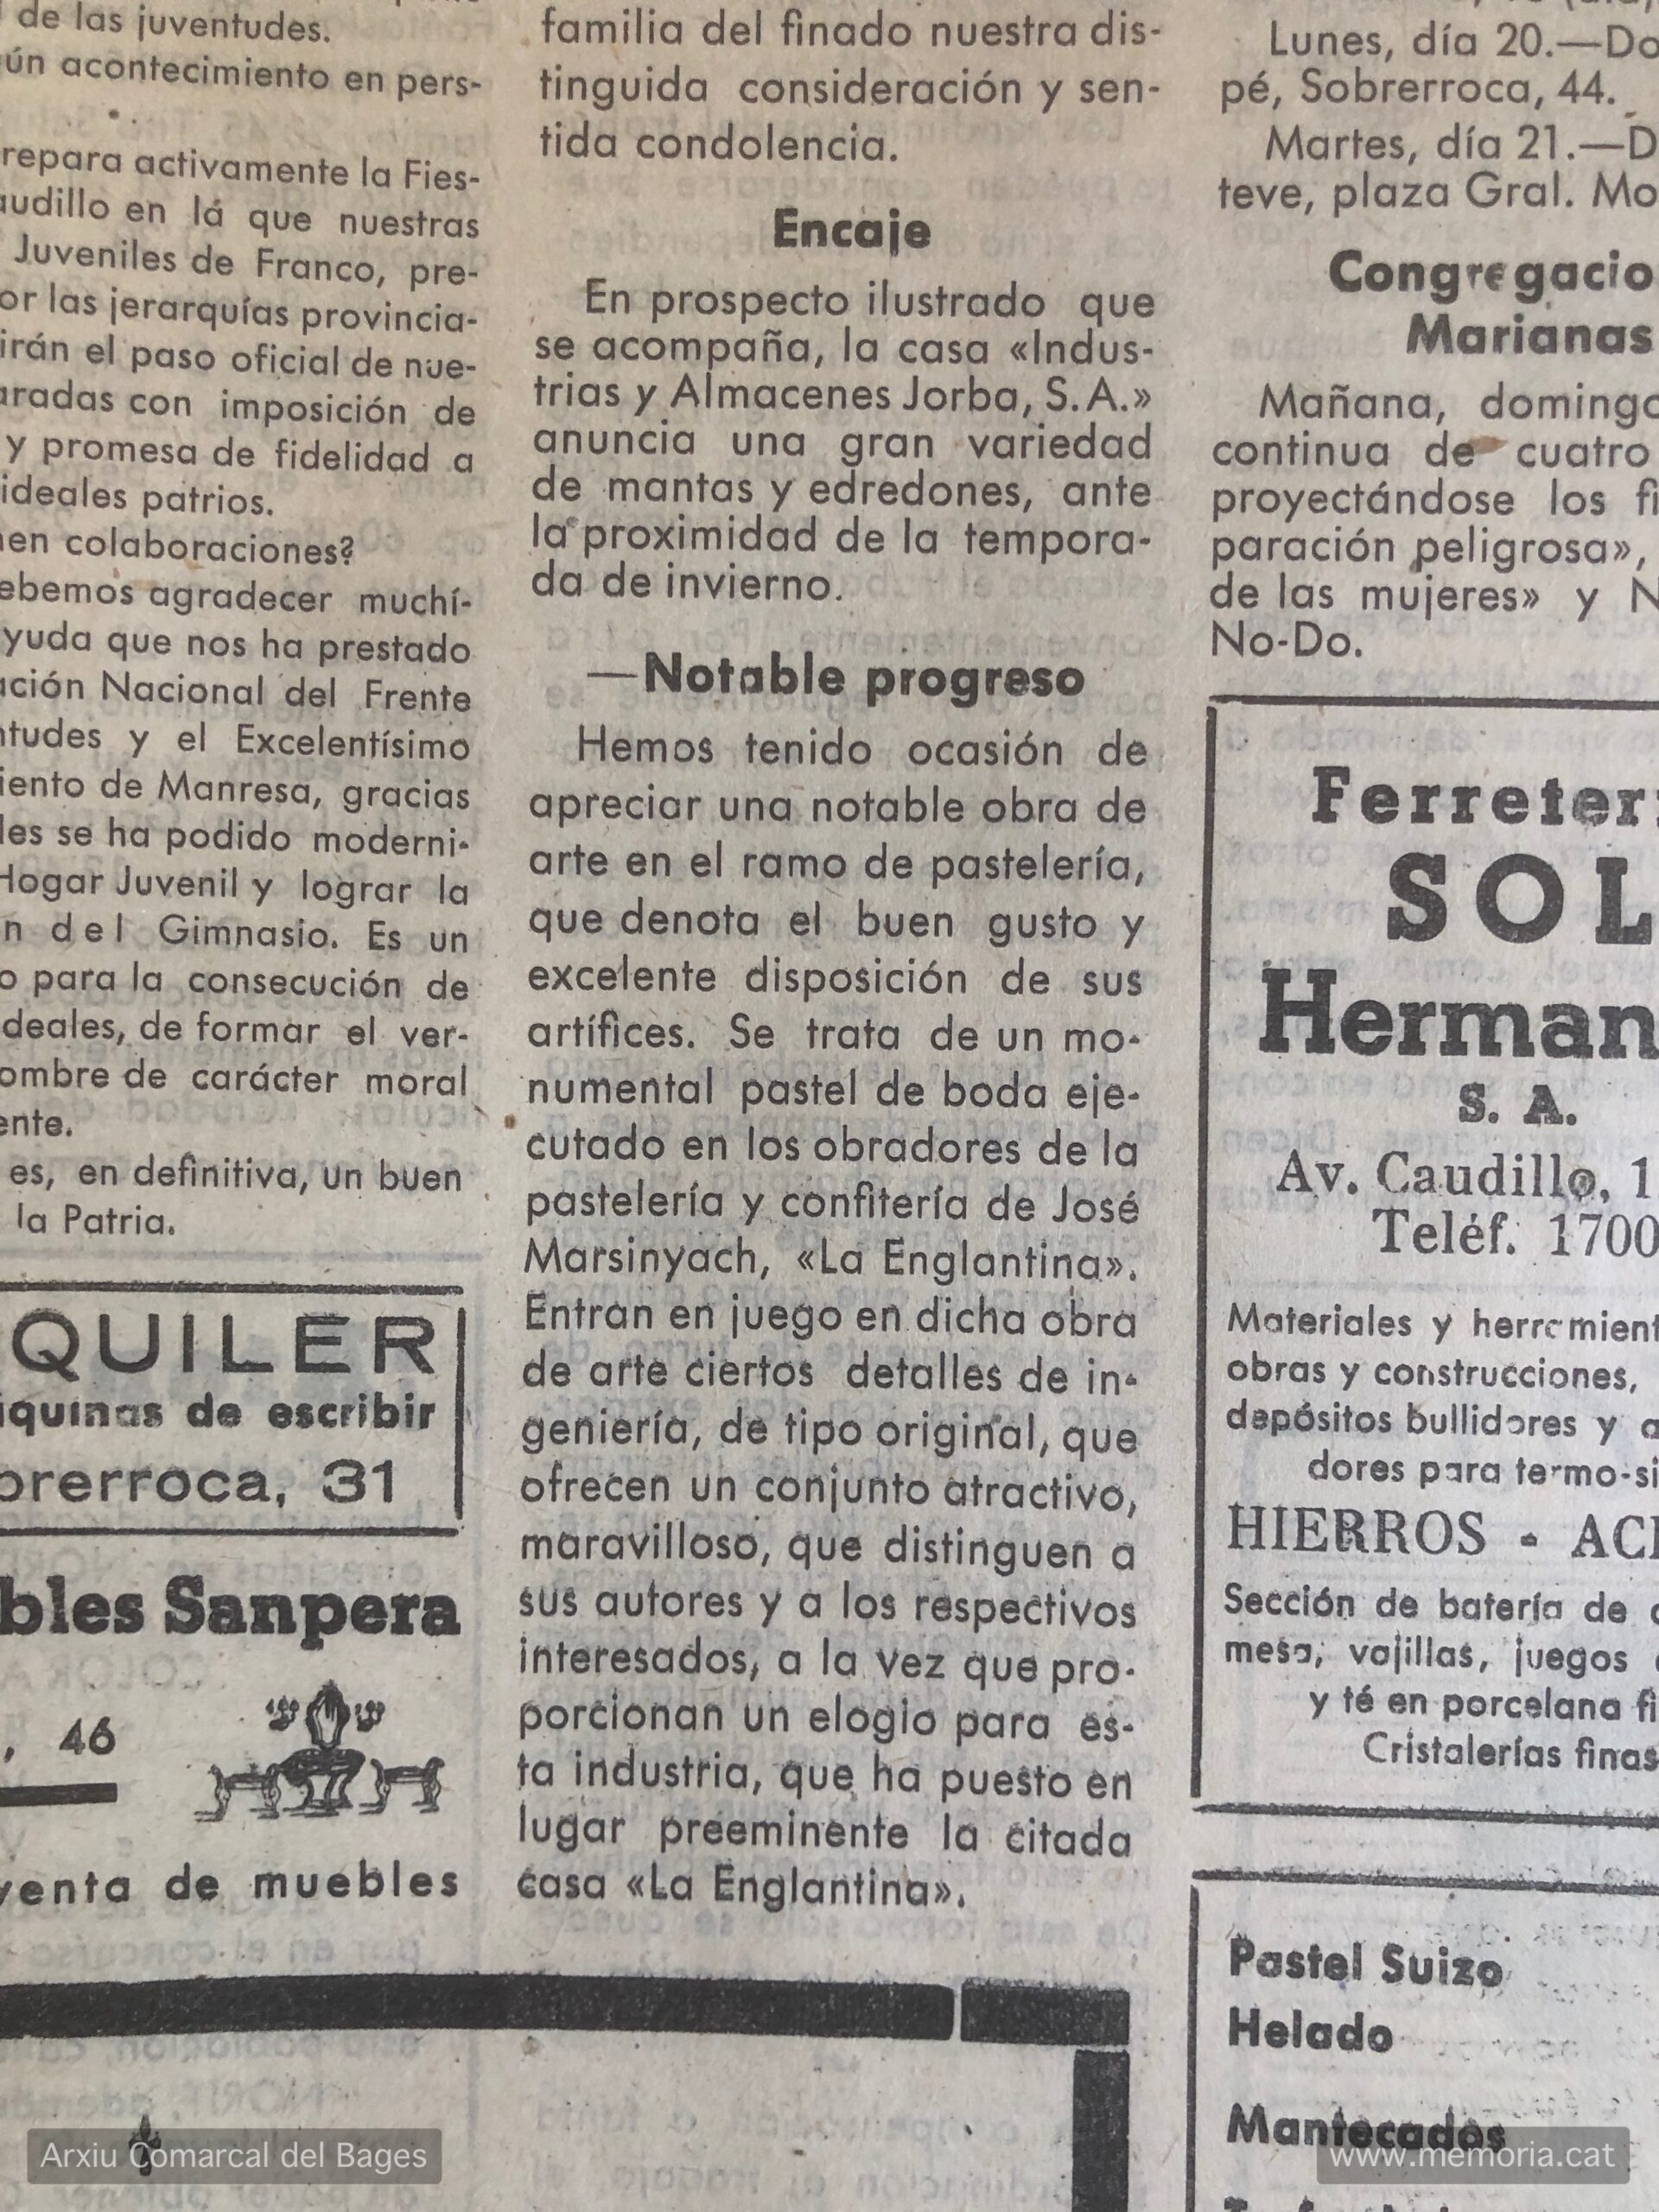 de las juventudes.
ún acontecimiento en pers-
repara activamente la Fies-
audillo en lá que nuestras
Juveniles de Franco, pre-
or las jerarquías provincia-
irán el paso oficial de nue-
aradas con imposición de
y promesa de fidelidad a
ideales patrios.
nen colaboraciones?
ebemos agradecer muchí-
yuda que nos ha prestado
ación Nacional del Frente
ntudes y el Excelentísimo
iento de Manresa, gracias
les se ha podido moderni-
Hogar Juvenil y lograr la
n del Gimnasio. Es un
o para la consecución de
deales, de formar el ver-
ombre de carácter moral
ente.
es, en definitiva, un buen
la Patria.
QUILER
iquinas de escribir
orerroca, 31
bles Sanpera
, 46
venta de muebles
familia del finado nuestra dis-
tinguida consideración y sen-
tida condolencia.
Encaje
En prospecto ilustrado que
se acompaña, la casa «Indus-
trias y Almacenes Jorba, S.A.»
anuncia una gran variedad
de mantas y edredones, ante
la proximidad de la tempora-
da de invierno.
—Notable progreso
Hemos tenido ocasión de
apreciar una notable obra de
arte en el ramo de pastelería,
que denota el buen gusto y
excelente disposición de sus
artífices. Se trata de un mo-
numental pastel de boda eje-
cutado en los obradores de la
pastelería y confitería de José
Marsinyach, «La Englantina».
Entran en juego en dicha obra
de arte ciertos detalles de in-
geniería, de tipo original, que
ofrecen un conjunto atractivo,
maravilloso, que distinguen a
sus autores y a los respectivos
interesados, a la vez que pro-
porcionan un elogio para es-
ta industria, que ha puesto en
lugar preeminente la citada
casa «La Englantina».
Lunes, día 20.—Do
pé, Sobrerroca, 44.
Martes, día 21.—D
teve, plaza Gral. Mo
Congregacio
Marianas
Mañana, domingo
continua de cuatro
proyectándose los fi
paración peligrosa»,
de las mujeres» y N
No-Do.
Ferreter
SOL
Herman
S. A.
Av. Caudillo, 1
Teléf. 1700
Materiales y herramient
obras y construcciones,
depósitos bullidores y a
dores para termo-si
HIERROS - ACE
Sección de batería de c
mesa, vajillas, juegos
y té en porcelana fi
Cristalerías finas
Pastel Suizo
Helado
Mantecados
Arxiu Comarcal del Bages
www.memoria.cat